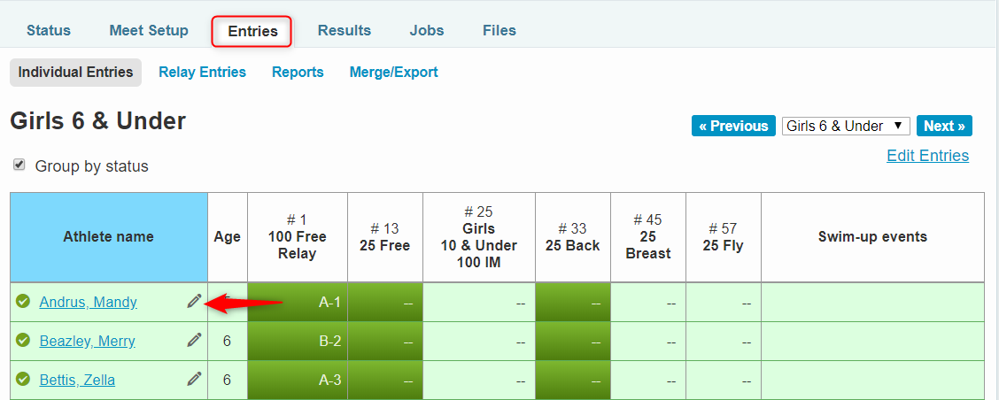 Status Meet Setup Entries Results Jobs Files
Individual Entries Relay Entries Reports Merge/Export
Girls 6 & Under
« Previous Girls 6 & Under Next »
Edit Entries
Group by status
Athlete name
Age
# 1
100 Free
Relay
# 13
25 Free
# 25
Girls
10 & Under
100 IM
# 33
25 Back
# 45
25
Breast
# 57
25 Fly
Swim-up events
Andrus, Mandy A-1 -- -- -- -- --
Beazley, Merry 6 B-2 -- -- -- -- --
Bettis, Zella 6 A-3 -- -- -- -- --